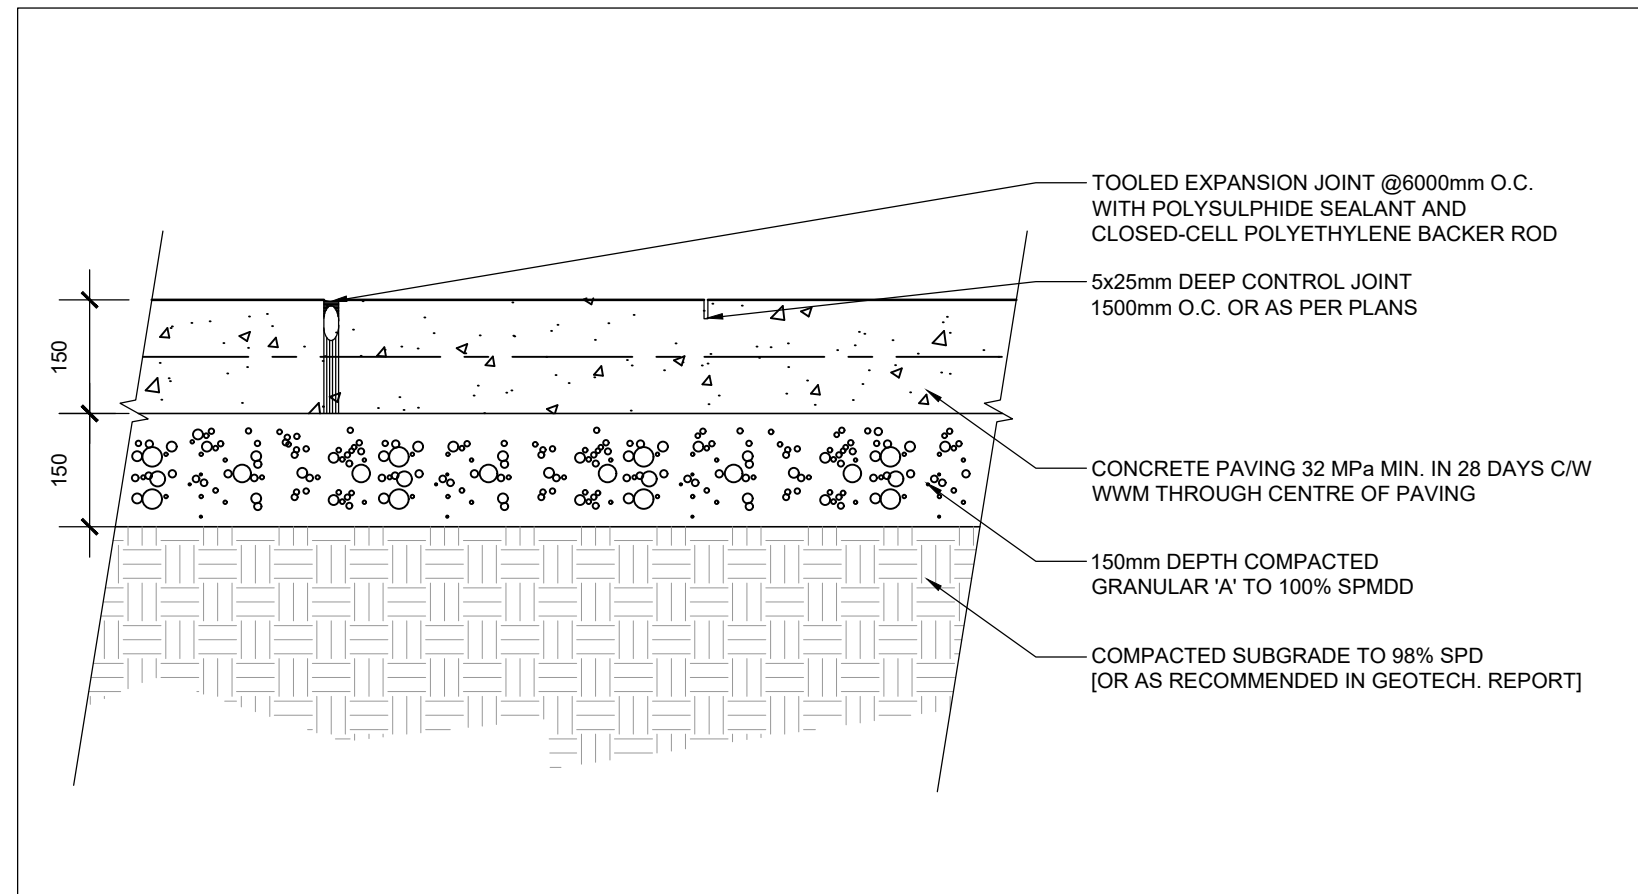 TOOLED EXPANSION JOINT @6000mm O.C.
WITH POLYSULPHIDE SEALANT AND
CLOSED-CELL POLYETHYLENE BACKER ROD
5x25mm DEEP CONTROL JOINT
1500mm O.C. OR AS PER PLANS
150
150
CONCRETE PAVING 32 MPa MIN. IN 28 DAYS C/W
WWM THROUGH CENTRE OF PAVING
150mm DEPTH COMPACTED
GRANULAR 'A' TO 100% SPMDD
COMPACTED SUBGRADE TO 98% SPD
[OR AS RECOMMENDED IN GEOTECH. REPORT]